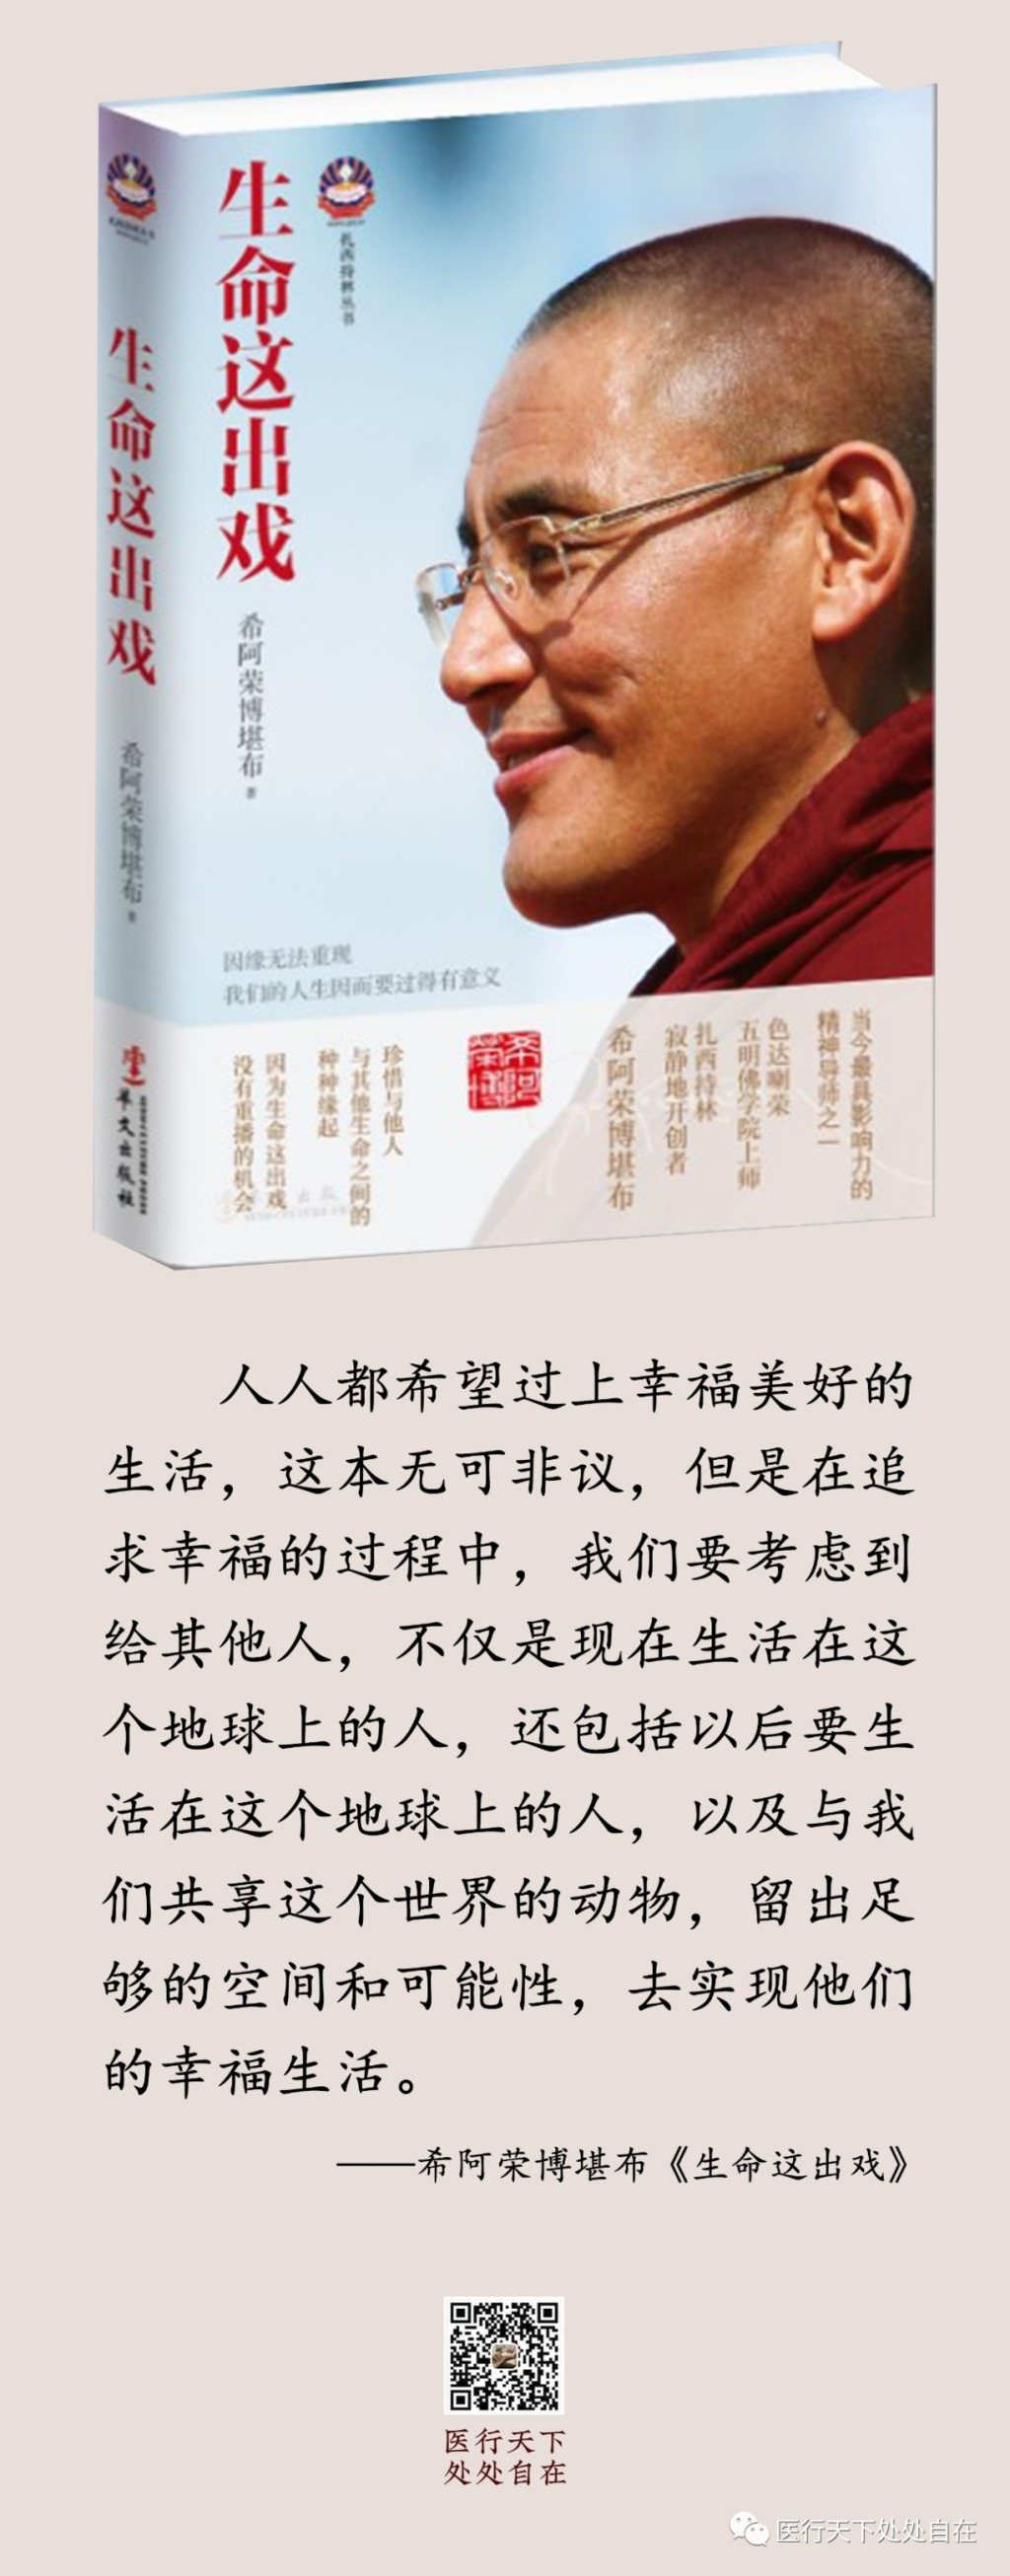 生命这出戏
希阿荣博堪布
著
生命这出戏
扎西持林丛书
希阿荣博堪布
著
因缘无法重现
我们的人生因而要过得有意义
华文出版社
当今最具影响力的
精神导师之一
色达喇荣
五明佛学院上师
扎西持林
寂静地开创者
希阿荣博堪布
希阿荣博
珍惜与他人
与其他生命之间的
种种缘起
因为生命这出戏
没有重播的机会
人人都希望过上幸福美好的
生活，这本无可非议，但是在追
求幸福的过程中，我们要考虑到
给其他人，不仅是现在生活在这
个地球上的人，还包括以后要生
活在这个地球上的人，以及与我
们共享这个世界的动物，留出足
够的空间和可能性，去实现他们
的幸福生活。
——希阿荣博堪布《生命这出戏》
医行天下
处处自在
医行天下处处自在